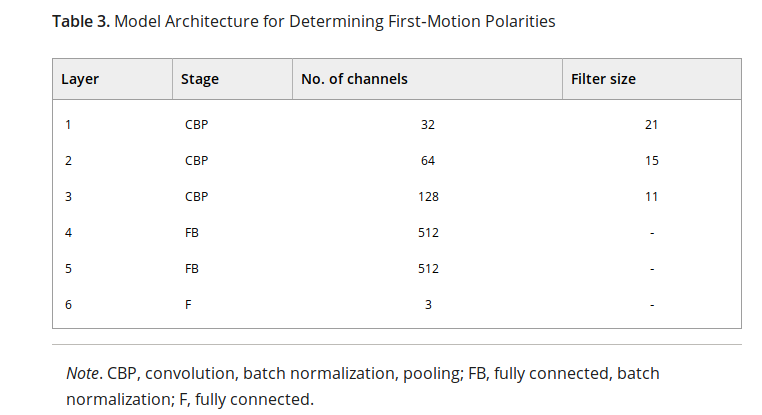 Table 3. Model Architecture for Determining First-Motion Polarities
Layer Stage No. of channels Filter size
1 CBP 32 21
2 CBP 64 15
3 CBP 128 11
4 FB 512 -
5 FB 512 -
6 F 3 -
Note. CBP, convolution, batch normalization, pooling; FB, fully connected, batch
normalization; F, fully connected.